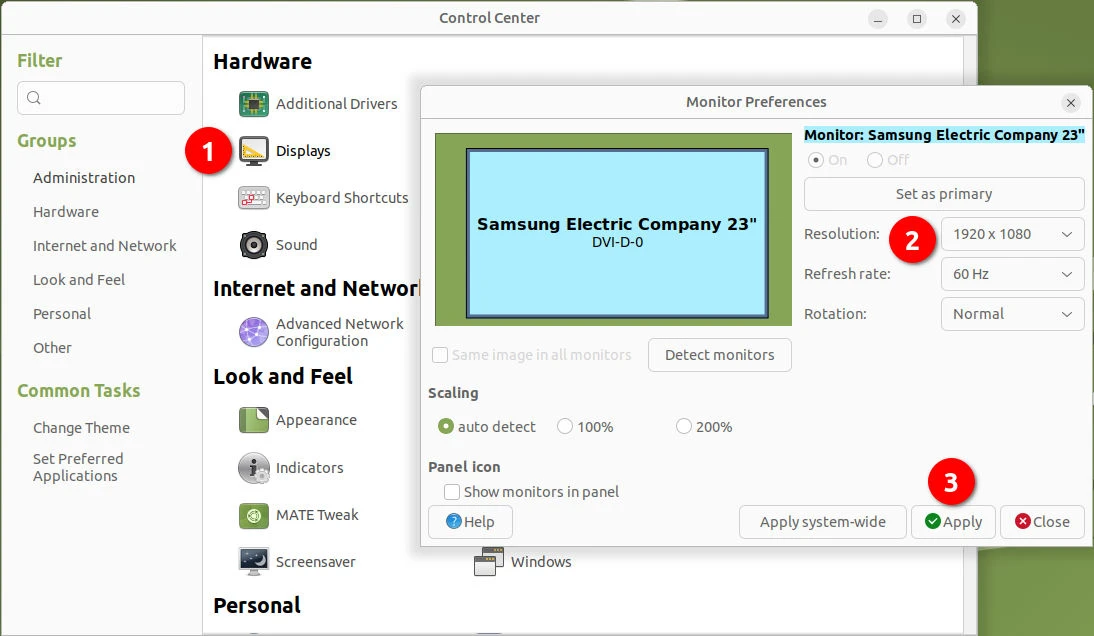 Control Center
Filter
Groups
Administration
Hardware
Internet and Network
Look and Feel
Personal
Other
Common Tasks
Change Theme
Set Preferred
Applications
Hardware
Additional Drivers
1
Displays
Keyboard Shortcuts
Sound
Internet and Networ
Advanced Network
Configuration
Look and Feel
Appearance
Indicators
MATE Tweak
Screensaver
Windows
Personal
Monitor Preferences
Samsung Electric Company 23"
DVI-D-0
Same image in all monitors
Detect monitors
Monitor: Samsung Electric Company 23"
On
Off
Set as primary
Resolution:
2
1920 x 1080
Refresh rate:
60 Hz
Rotation:
Normal
Scaling
auto detect
100%
200%
Panel icon
Show monitors in panel
3
? Help
Apply system-wide
Apply
Close